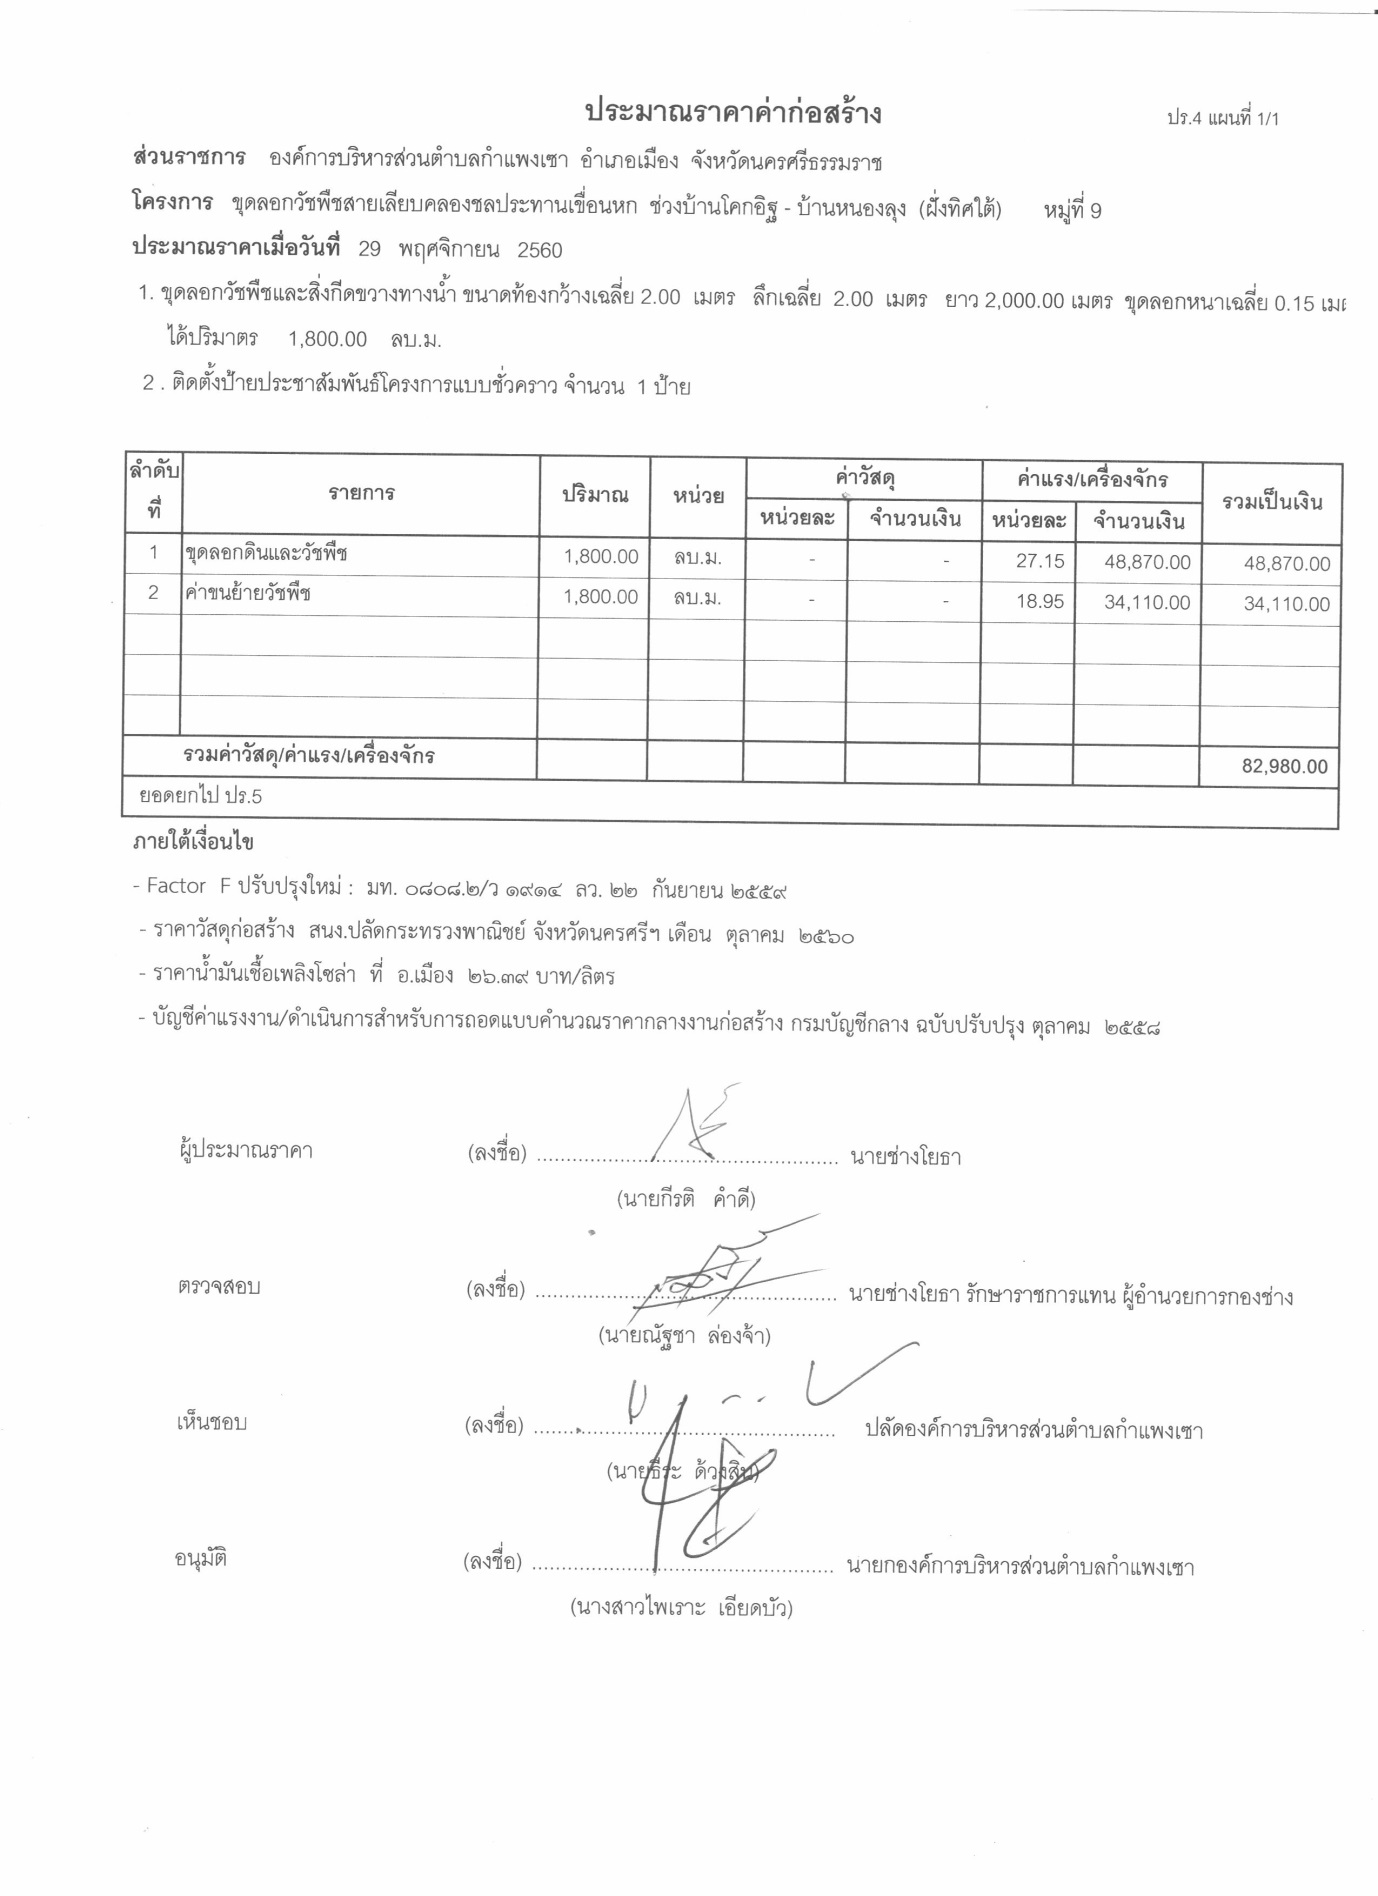 ประมาณราคาค่าก่อสร้าง
ปร.4 แผนที่ 1/1
ส่วนราชการ องค์การบริหารส่วนตำบลกำแพงเซา อำเภอเมือง จังหวัดนครศรีธรรมราช
โครงการ ขุดลอกวัชพืชสายเลียบคลองชลประทานเขื่อนหก ช่วงบ้านโคกอิฐ - บ้านหนองลุง (ฝั่งทิศใต้) หมู่ที่ 9
ประมาณราคาเมื่อวันที่ 29 พฤศจิกายน 2560
1. ขุดลอกวัชพืชและสิ่งกีดขวางทางน้ำ ขนาดท้องกว้างเฉลี่ย 2.00 เมตร ลึกเฉลี่ย 2.00 เมตร ยาว 2,000.00 เมตร ขุดลอกหนาเฉลี่ย 0.15
ได้ปริมาตร 1,800.00 ลบ.ม.
2 . ติดตั้งป้ายประชาสัมพันธ์โครงการแบบชั่วคราว จำนวน 1 ป้าย
ลำดับที่ รายการ ปริมาณ หน่วย ค่าวัสดุ ค่าแรง/เครื่องจักร รวมเป็นเงิน
หน่วยละ จำนวนเงิน หน่วยละ จำนวนเงิน
1 ขุดลอกดินและวัชพืช 1,800.00 ลบ.ม. - - 27.15 48,870.00 48,870.00
2 ค่าขนย้ายวัชพืช 1,800.00 ลบ.ม. - - 18.95 34,110.00 34,110.00
รวมค่าวัสดุ/ค่าแรง/เครื่องจักร 82,980.00
ยอดยกไป ปร.5
ภายใต้เงื่อนไข
- Factor F ปรับปรุงใหม่ : มท. ๐๘๐๘.๒/ว ๑๙๑๔ ลว. ๒๒ กันยายน ๒๕๕๙
- ราคาวัสดุก่อสร้าง สนง.ปลัดกระทรวงพาณิชย์ จังหวัดนครศรีฯ เดือน ตุลาคม ๒๕๖๐
- ราคาน้ำมันเชื้อเพลิงโซล่า ที่ อ.เมือง ๒๖.๓๙ บาท/ลิตร
- บัญชีค่าแรงงาน/ดำเนินการสำหรับการถอดแบบคำนวณราคากลางงานก่อสร้าง กรมบัญชีกลาง ฉบับปรับปรุง ตุลาคม ๒๕๕๘
ผู้ประมาณราคา (ลงชื่อ) .................................................... นายช่างโยธา
(นายกีรติ คำดี)
ตรวจสอบ (ลงชื่อ) .................................................... นายช่างโยธา รักษาราชการแทน ผู้อำนวยการกองช่าง
(นายณัฐชา ล่องจ้า)
เห็นชอบ (ลงชื่อ) .................................................... ปลัดองค์การบริหารส่วนตำบลกำแพงเซา
(นายธีระ ด้วงสิน)
อนุมัติ (ลงชื่อ) .................................................... นายกองค์การบริหารส่วนตำบลกำแพงเซา
(นางสาวไพเราะ เอียดบัว)